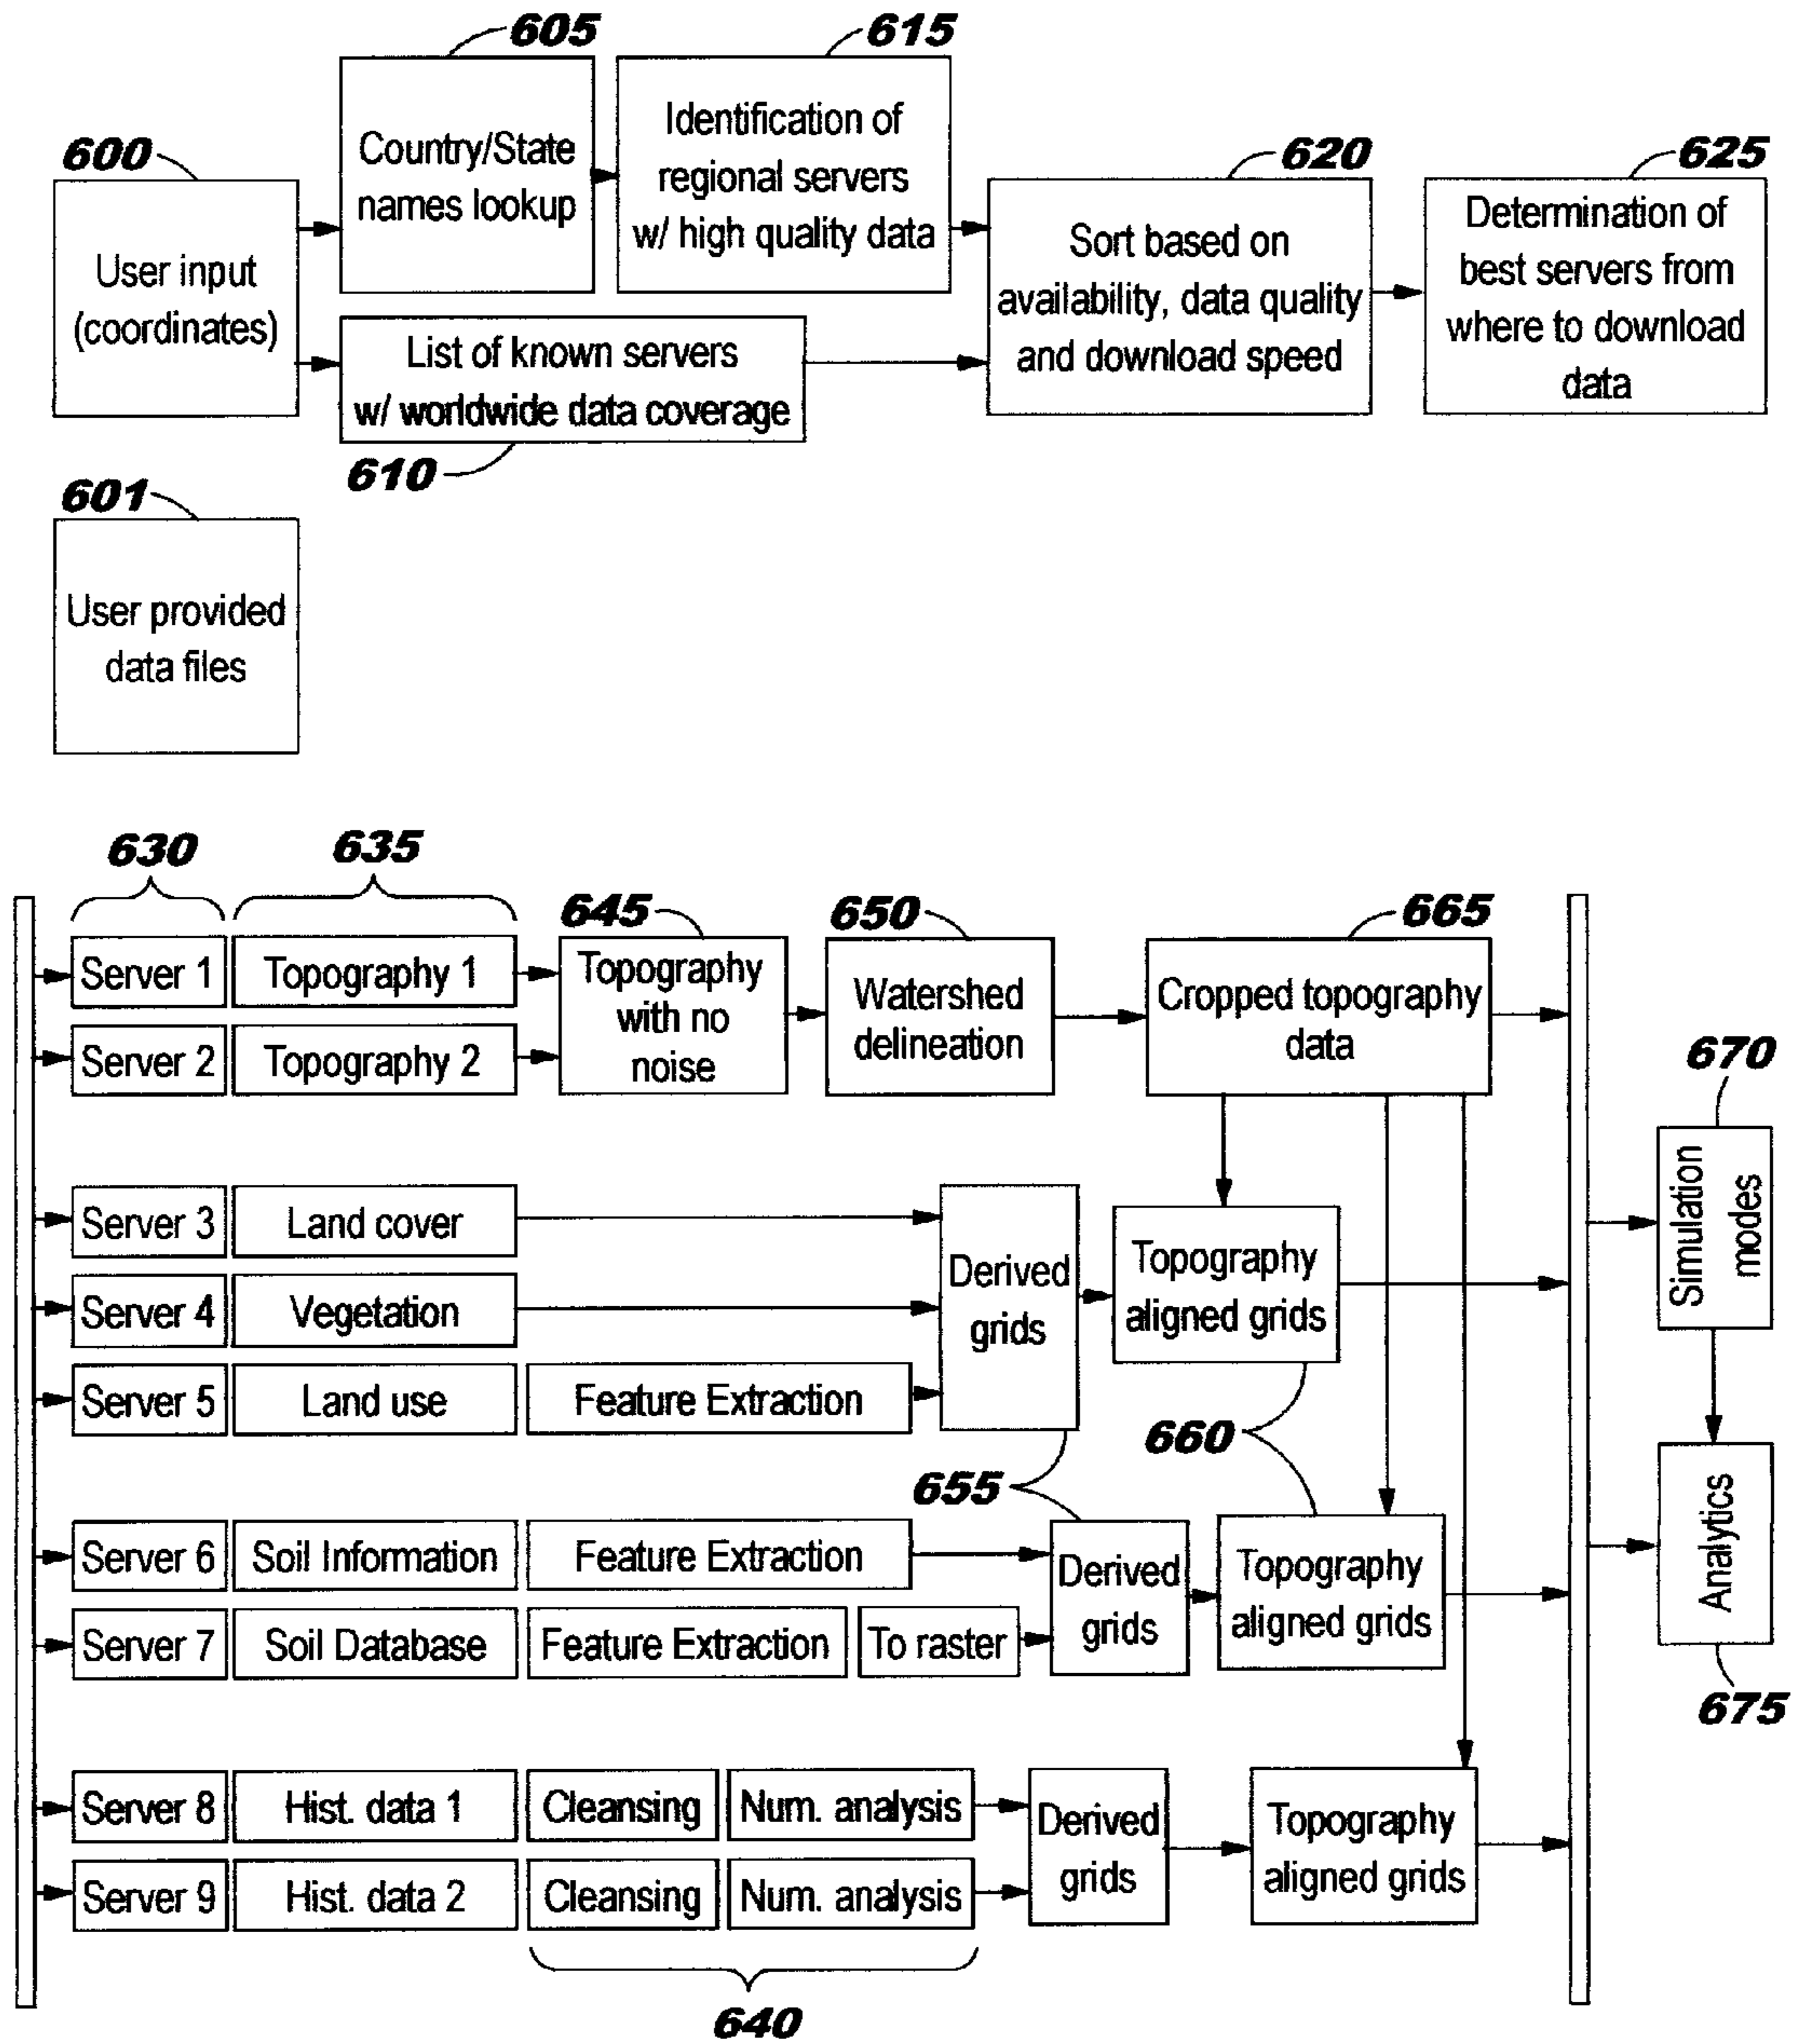 605
615
600
Country/State
names lookup
Identification of
regional servers
w/ high quality data
620
625
User input
(coordinates)
List of known servers
w/ worldwide data coverage
610
Sort based on
availability, data quality
and download speed
Determination of
best servers from
where to download
data
601
User provided
data files
630
635
645
650
665
Server 1
Topography 1
Server 2
Topography 2
Topography
with no
noise
Watershed
delineation
Cropped topography
data
670
Simulation
modes
Server 3
Land cover
Server 4
Vegetation
Server 5
Land use
Feature Extraction
Derived
grids
Topography
aligned grids
660
655
Server 6
Soil Information
Feature Extraction
Server 7
Soil Database
Feature Extraction
To raster
Derived
grids
Topography
aligned grids
Analytics
675
Server 8
Hist. data 1
Cleansing
Num. analysis
Server 9
Hist. data 2
Cleansing
Num. analysis
Derived
grids
Topography
aligned grids
640